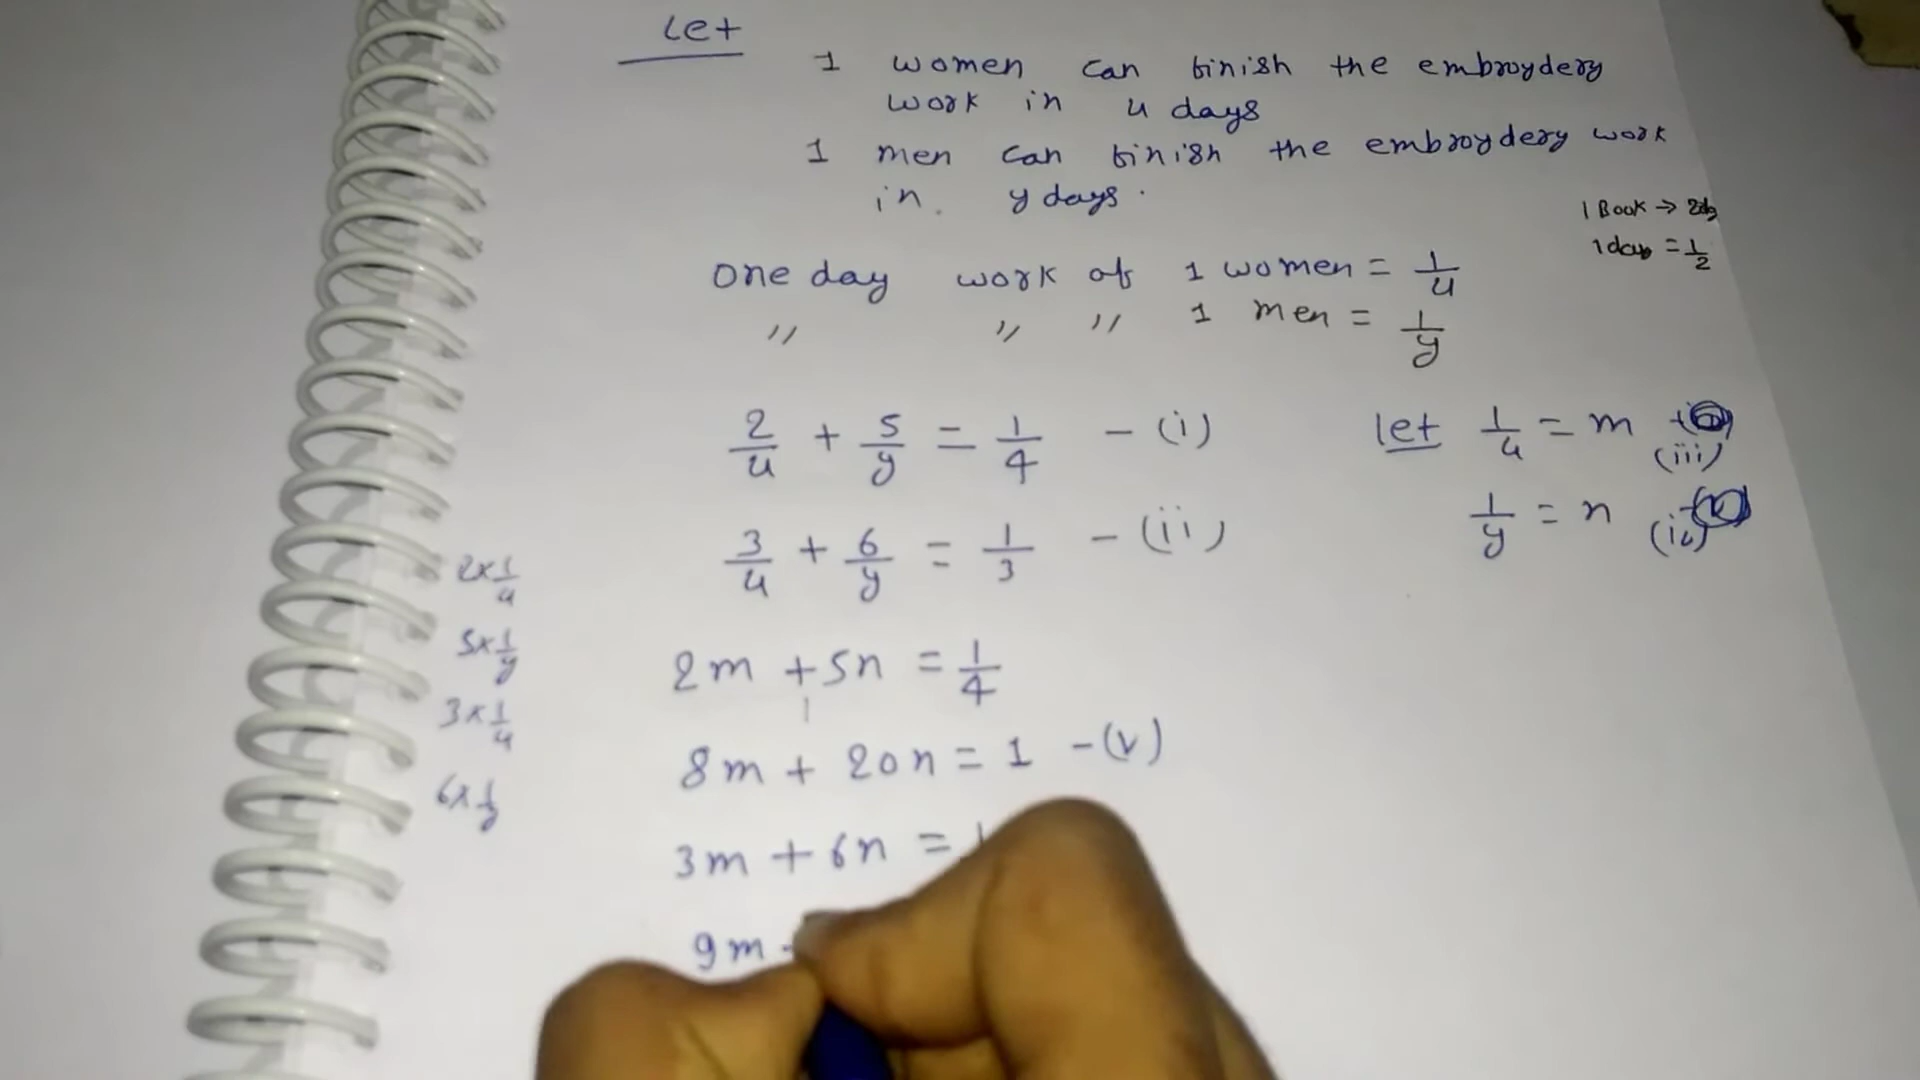 Let
1 women can finish the embroydery
work in u days
1 men can finish the embroydery work
in. y days.
1 Book → 2dg
1 day = 1/2
one day work of 1 women = 1/u
" " " 1 men = 1/y
2/u + 5/y = 1/4 - (i)
let 1/u = m (iii)
3/u + 6/y = 1/3 - (ii)
1/y = n (iv)
2×1/u
5×1/y
3×1/u
6×1/y
2m + 5n = 1/4
8m + 20n = 1 - (v)
3m + 6n =
9m